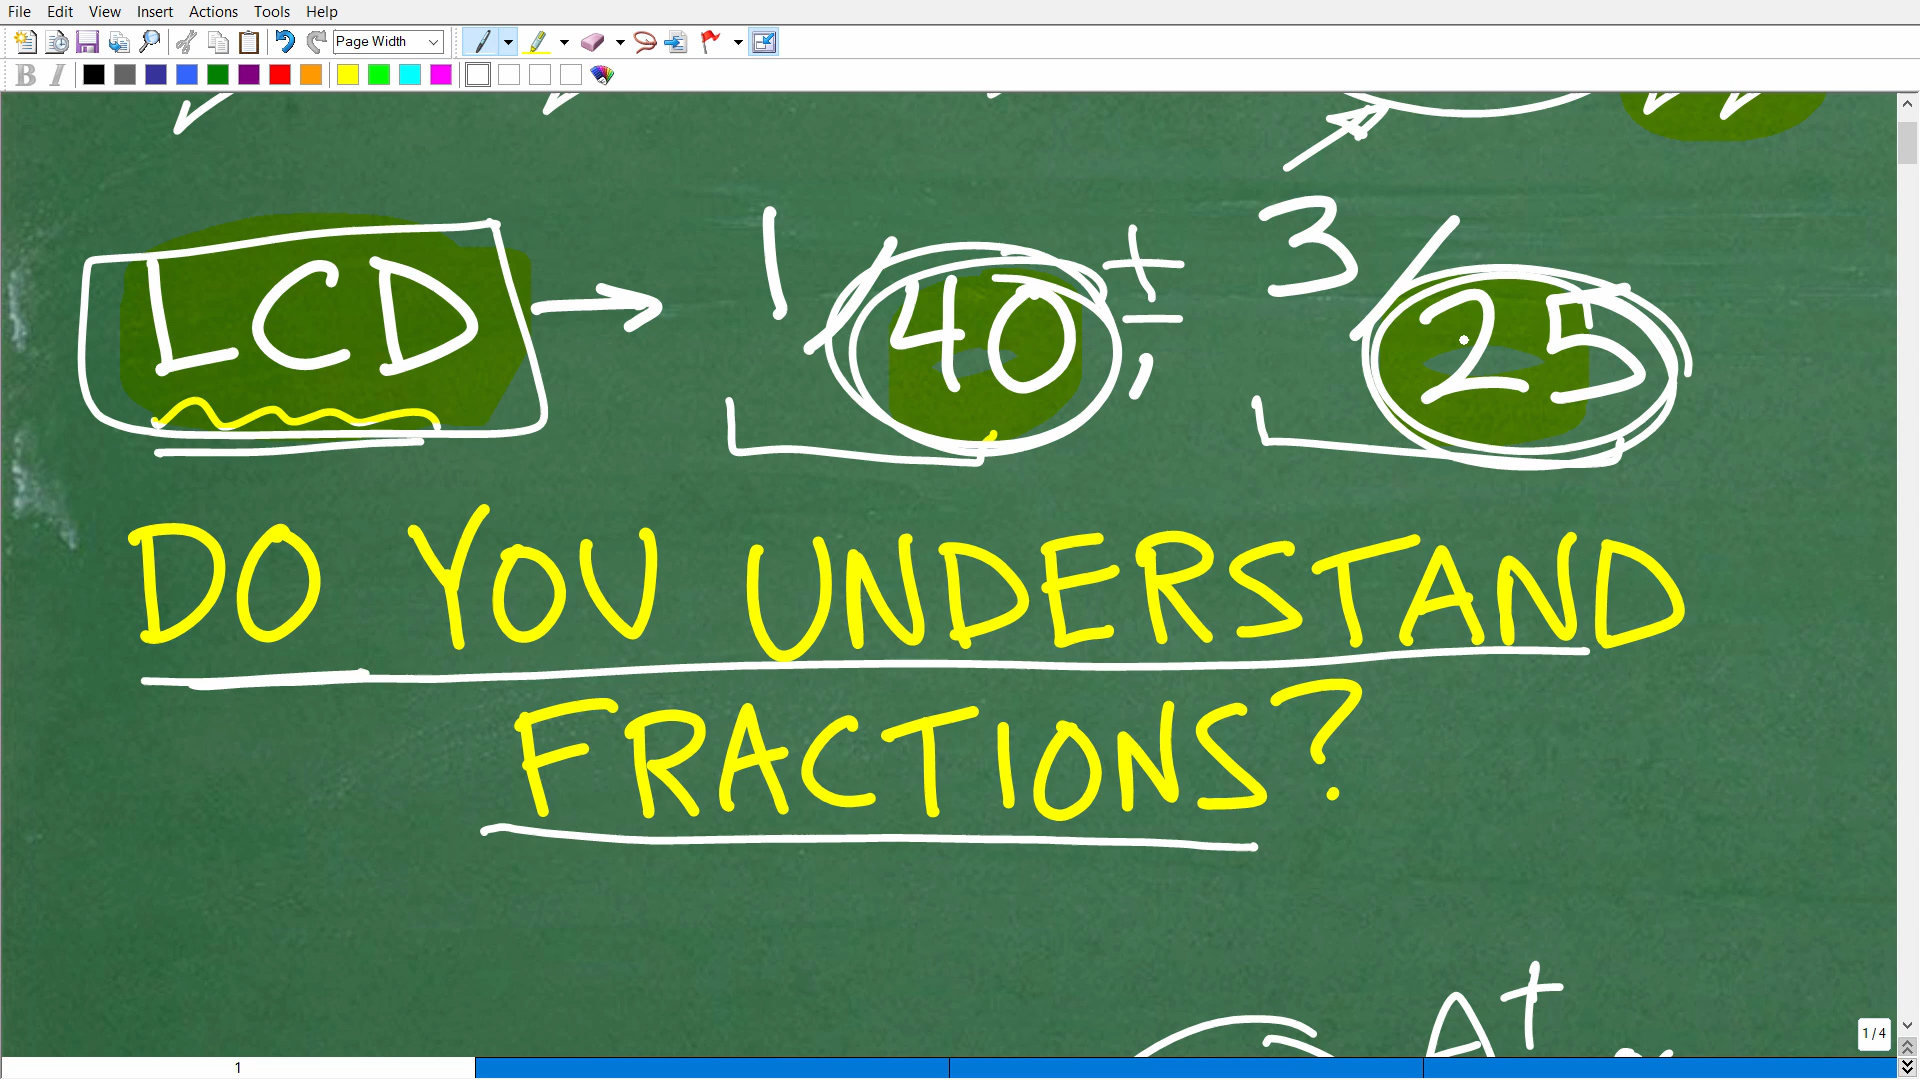 File Edit View Insert Actions Tools Help
Page Width
B I
LCD → 1/40 ± , 3/25
DO YOU UNDERSTAND
FRACTIONS?
A+
1/4
1